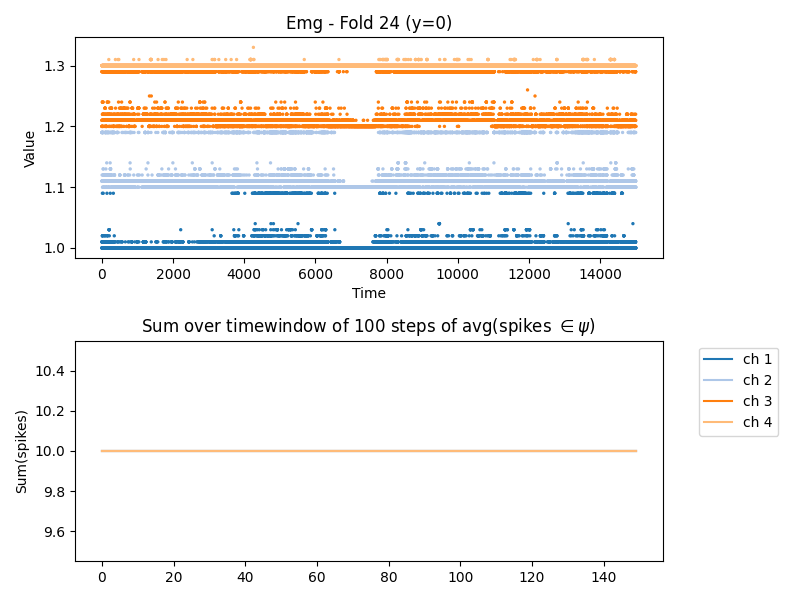 Emg - Fold 24 (y=0)
1.3
1.2
1.1
1.0
Value
0 2000 4000 6000 8000 10000 12000 14000
Time
Sum over timewindow of 100 steps of avg(spikes ∈ ψ)
10.4
10.2
10.0
9.8
9.6
Sum(spikes)
0 20 40 60 80 100 120 140
ch 1
ch 2
ch 3
ch 4